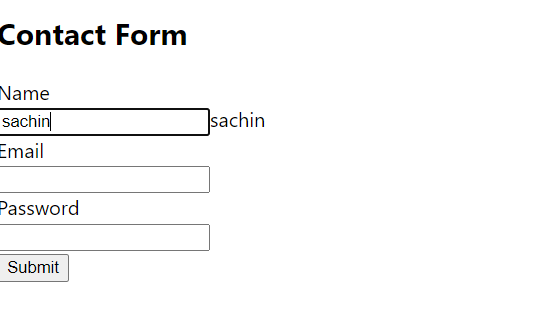 Contact Form
Name
sachin sachin
Email
Password
Submit